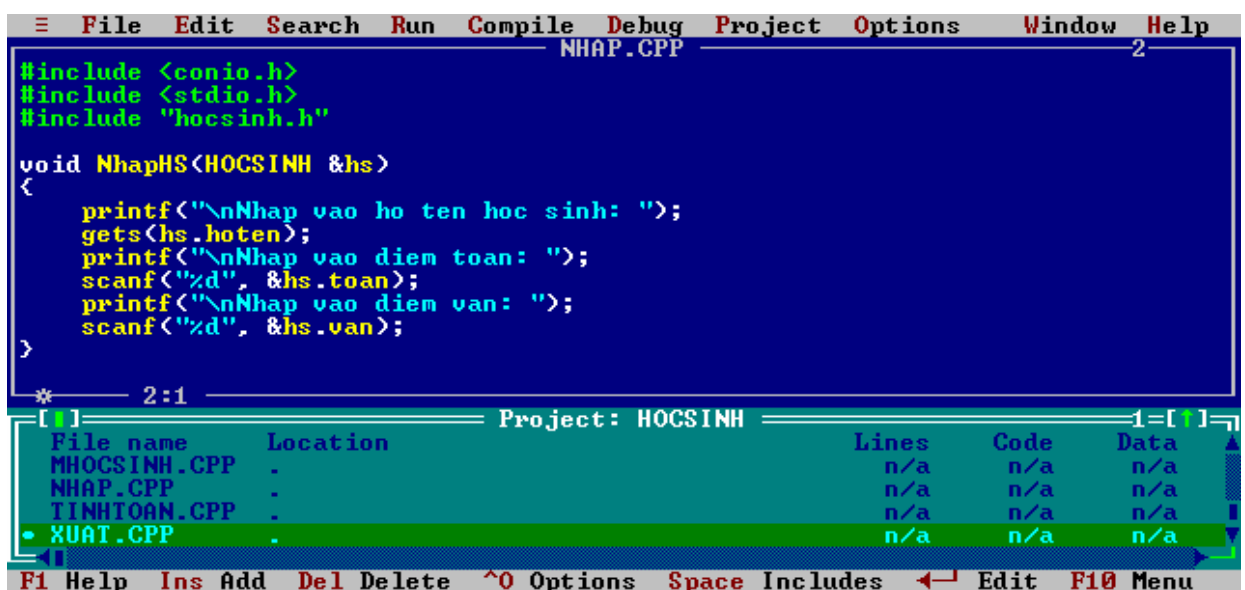 ≡ File Edit Search Run Compile Debug Project Options Window Help
NHAP.CPP 2
#include <conio.h>
#include <stdio.h>
#include "hocsinh.h"
void NhapHS(HOCSINH &hs)
{
printf("\nNhap vao ho ten hoc sinh: ");
gets(hs.hoten);
printf("\nNhap vao diem toan: ");
scanf("%d", &hs.toan);
printf("\nNhap vao diem van: ");
scanf("%d", &hs.van);
}
2:1
[▮] Project: HOCSINH 1=[↑]
File name Location Lines Code Data
MHOCSINH.CPP . n/a n/a n/a
NHAP.CPP . n/a n/a n/a
TINHTOAN.CPP . n/a n/a n/a
• XUAT.CPP . n/a n/a n/a
F1 Help Ins Add Del Delete ^O Options Space Includes ◄┘ Edit F10 Menu